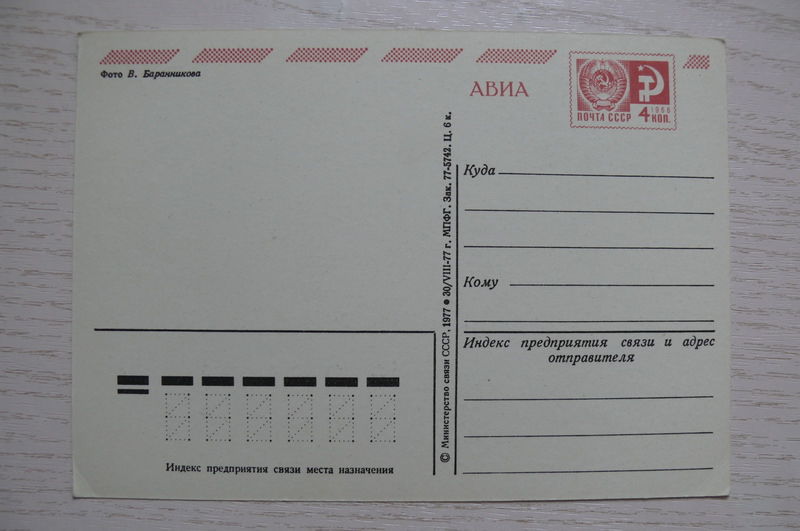 Фото В. Баранникова
АВИА
1966
ПОЧТА СССР 4 КОП.
© Министерство связи СССР, 1977 ● 30/VIII-77 г. МПФГ. Зак. 77-5742. Ц. 6 к.
Куда
Кому
Индекс предприятия связи и адрес
отправителя
Индекс предприятия связи места назначения